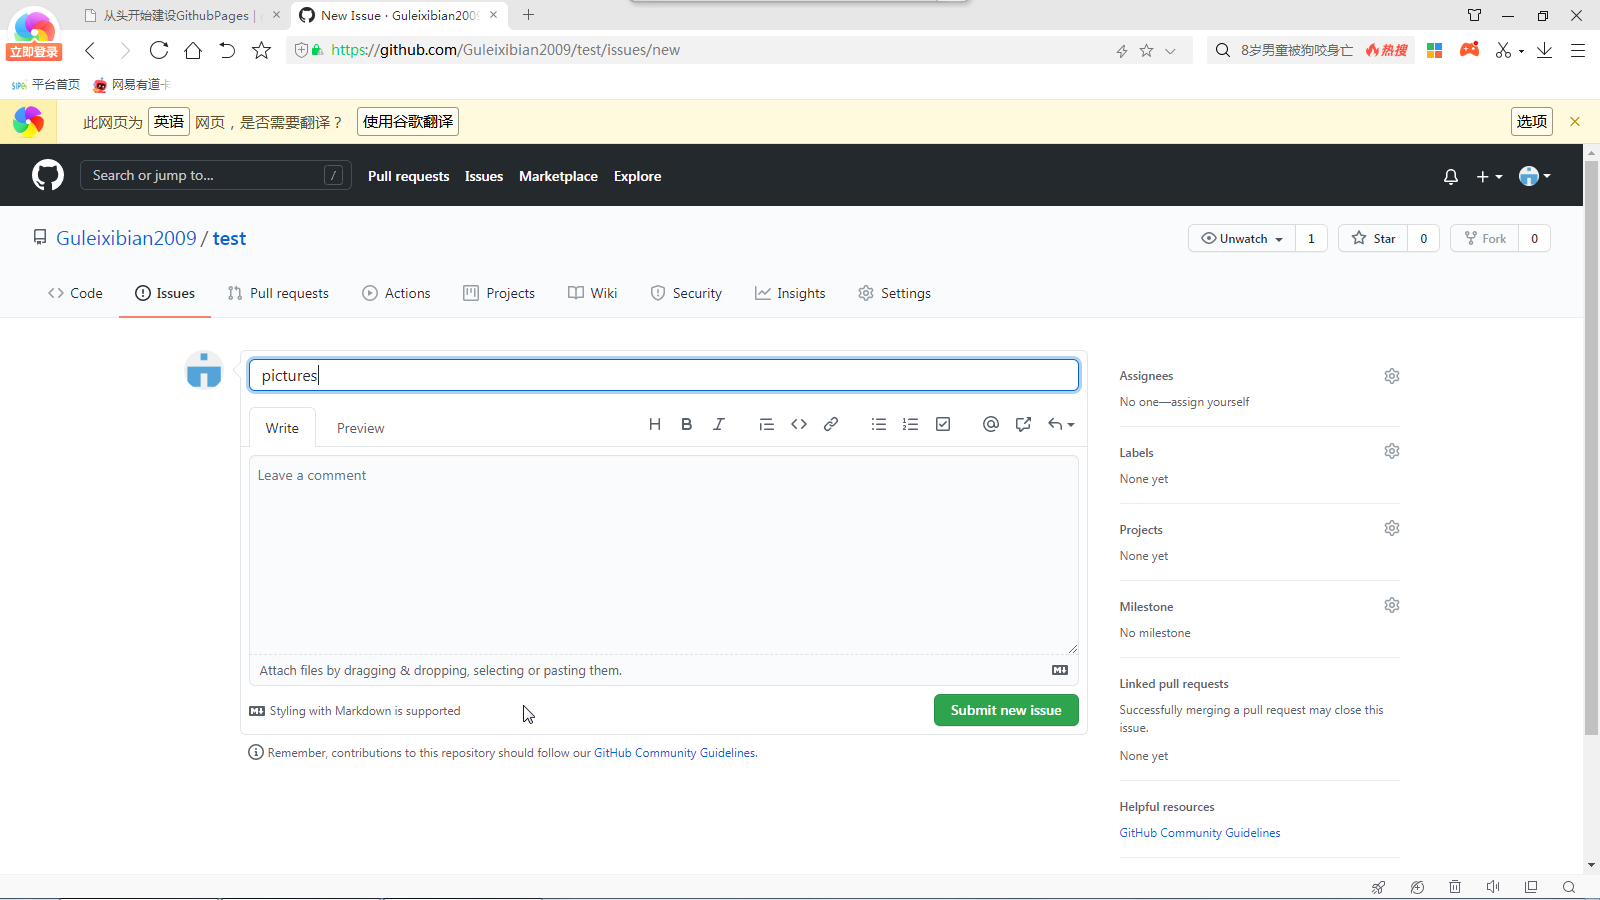 从头开始建设GithubPages |
New Issue · Guleixibian2009
立即登录
https://github.com/Guleixibian2009/test/issues/new
8岁男童被狗咬身亡
热搜
平台首页
网易有道卡
此网页为 英语 网页，是否需要翻译？ 使用谷歌翻译
选项
Search or jump to...
/
Pull requests
Issues
Marketplace
Explore
Guleixibian2009 / test
Unwatch 1
Star 0
Fork 0
Code
Issues
Pull requests
Actions
Projects
Wiki
Security
Insights
Settings
pictures
Write
Preview
Leave a comment
Attach files by dragging & dropping, selecting or pasting them.
Styling with Markdown is supported
Submit new issue
Remember, contributions to this repository should follow our GitHub Community Guidelines.
Assignees
No one—assign yourself
Labels
None yet
Projects
None yet
Milestone
No milestone
Linked pull requests
Successfully merging a pull request may close this
issue.
None yet
Helpful resources
GitHub Community Guidelines